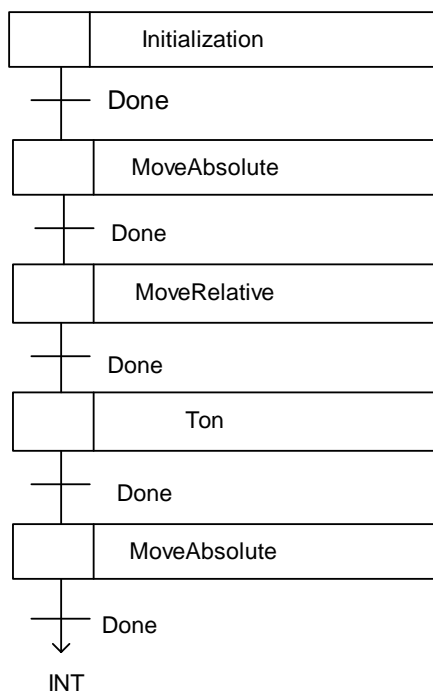 Initialization
Done
MoveAbsolute
Done
MoveRelative
Done
Ton
Done
MoveAbsolute
Done
INT